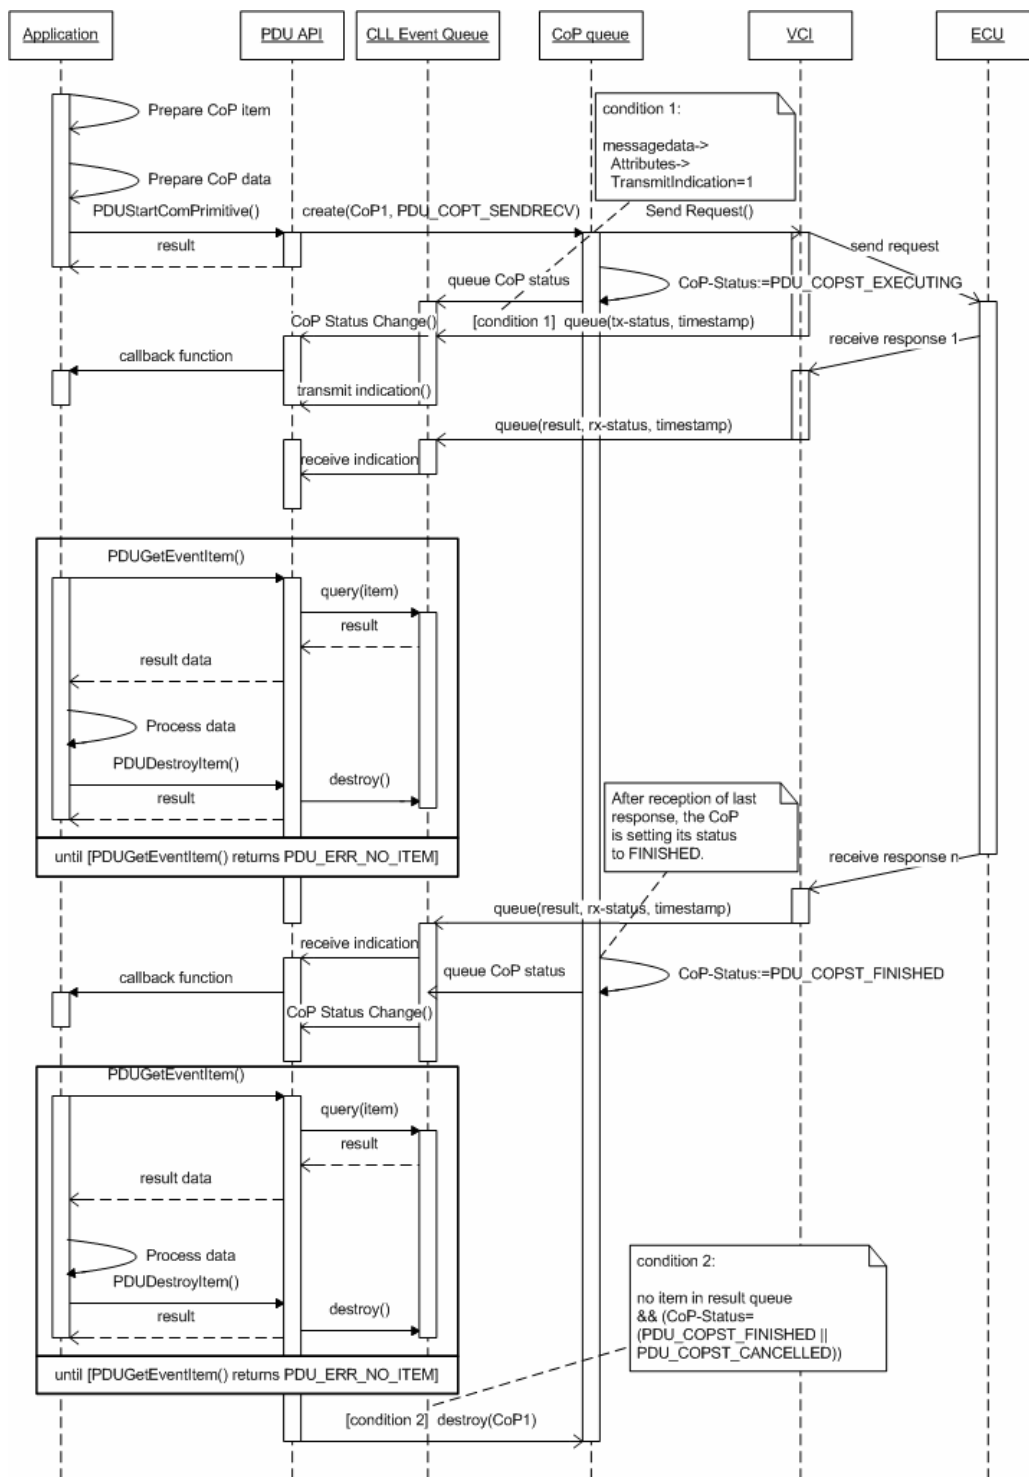 Application
PDU API
CLL Event Queue
CoP queue
VCI
ECU
Prepare CoP item
condition 1:
messagedata->
Attributes->
TransmitIndication=1
Prepare CoP data
PDUStartComPrimitive()
create(CoP1, PDU_COPT_SENDRECV)
Send Request()
result
send request
queue CoP status
CoP-Status:=PDU_COPST_EXECUTING
CoP Status Change()
[condition 1] queue(tx-status, timestamp)
receive response 1
callback function
transmit indication()
queue(result, rx-status, timestamp)
receive indication
PDUGetEventItem()
query(item)
result
result data
Process data
PDUDestroyItem()
destroy()
result
After reception of last
response, the CoP
is setting its status
to FINISHED.
until [PDUGetEventItem() returns PDU_ERR_NO_ITEM]
receive response n
queue(result, rx-status, timestamp)
receive indication
queue CoP status
CoP-Status:=PDU_COPST_FINISHED
callback function
CoP Status Change()
PDUGetEventItem()
query(item)
result
result data
Process data
PDUDestroyItem()
destroy()
result
condition 2:
no item in result queue
&& (CoP-Status=
(PDU_COPST_FINISHED ||
PDU_COPST_CANCELLED))
until [PDUGetEventItem() returns PDU_ERR_NO_ITEM]
[condition 2] destroy(CoP1)